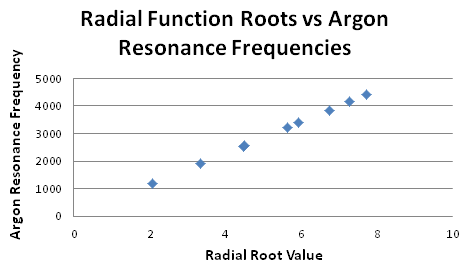 Radial Function Roots vs Argon
Resonance Frequencies
Argon Resonance Frequency
5000
4000
3000
2000
1000
0
0 2 4 6 8 10
Radial Root Value